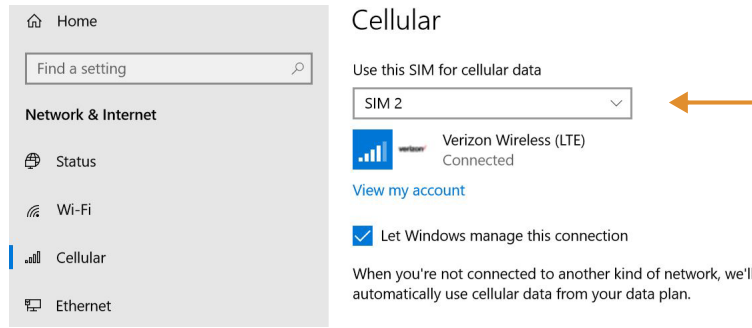 Home
Find a setting
Network & Internet
Status
Wi-Fi
Cellular
Ethernet
Cellular
Use this SIM for cellular data
SIM 2
verizon
Verizon Wireless (LTE)
Connected
View my account
Let Windows manage this connection
When you're not connected to another kind of network, we'll
automatically use cellular data from your data plan.